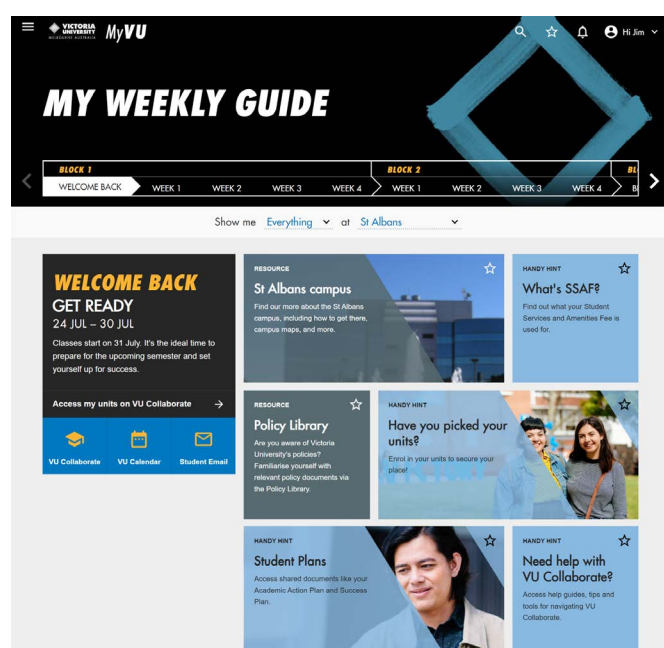 VICTORIA
UNIVERSITY
MELBOURNE AUSTRALIA
MyVU
Hi Jim
MY WEEKLY GUIDE
BLOCK 1
BLOCK 2
WELCOME BACK
WEEK 1
WEEK 2
WEEK 3
WEEK 4
WEEK 1
WEEK 2
WEEK 3
WEEK 4
Show me Everything at St Albans
WELCOME BACK
GET READY
24 JUL – 30 JUL
Classes start on 31 July. It's the ideal time to
prepare for the upcoming semester and set
yourself up for success.
Access my units on VU Collaborate
VU Collaborate
VU Calendar
Student Email
RESOURCE
St Albans campus
Find our more about the St Albans
campus, including how to get there,
campus maps, and more.
HANDY HINT
What's SSAF?
Find out what your Student
Services and Amenities Fee is
used for.
RESOURCE
Policy Library
Are you aware of Victoria
University's policies?
Familiarise yourself with
relevant policy documents via
the Policy Library.
HANDY HINT
Have you picked your
units?
Enrol in your units to secure your
place!
HANDY HINT
Student Plans
Access shared documents like your
Academic Action Plan and Success
Plan.
HANDY HINT
Need help with
VU Collaborate?
Access help guides, tips and
tools for navigating VU
Collaborate.